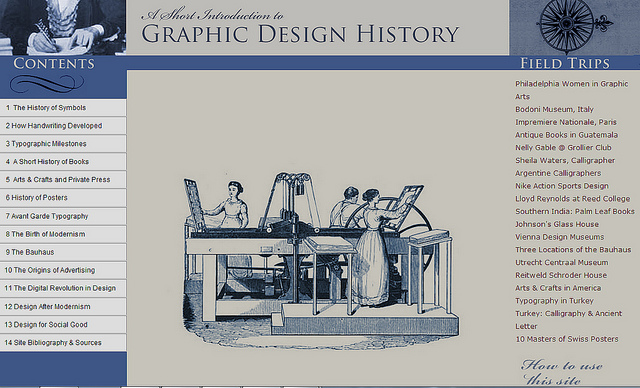 A Short Introduction to
GRAPHIC DESIGN HISTORY
CONTENTS
1 The History of Symbols
2 How Handwriting Developed
3 Typographic Milestones
4 A Short History of Books
5 Arts & Crafts and Private Press
6 History of Posters
7 Avant Garde Typography
8 The Birth of Modernism
9 The Bauhaus
10 The Origins of Advertising
11 The Digital Revolution in Design
12 Design After Modernism
13 Design for Social Good
14 Site Bibliography & Sources
FIELD TRIPS
Philadelphia Women in Graphic
Arts
Bodoni Museum, Italy
Impremiere Nationale, Paris
Antique Books in Guatemala
Nelly Gable @ Grollier Club
Sheila Waters, Calligrapher
Argentine Calligraphers
Nike Action Sports Design
Lloyd Reynolds at Reed College
Southern India: Palm Leaf Books
Johnson's Glass House
Vienna Design Museums
Three Locations of the Bauhaus
Utrecht Centraal Museum
Reitweld Schroder House
Arts & Crafts in America
Typography in Turkey
Turkey: Calligraphy & Ancient
Letter
10 Masters of Swiss Posters
How to use
this site